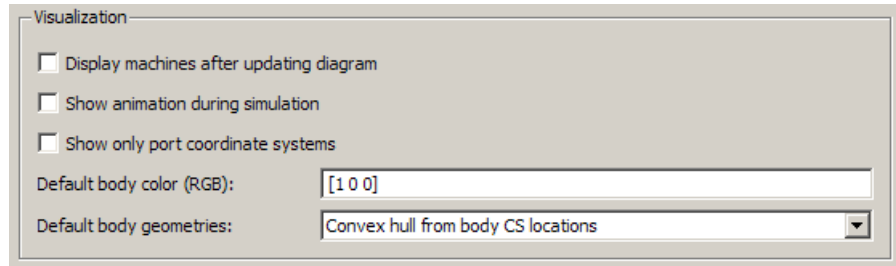 Visualization
Display machines after updating diagram
Show animation during simulation
Show only port coordinate systems
Default body color (RGB): [1 0 0]
Default body geometries: Convex hull from body CS locations